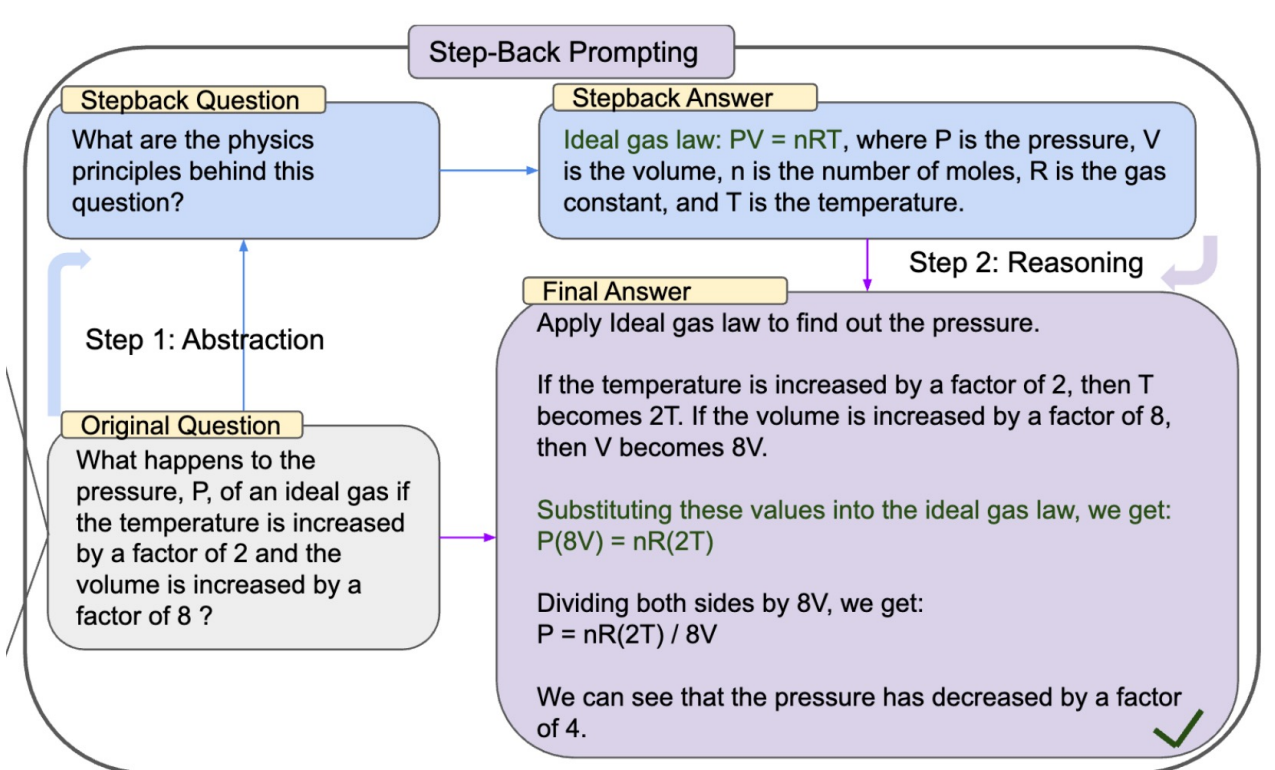 Step-Back Prompting
Stepback Question
What are the physics
principles behind this
question?
Stepback Answer
Ideal gas law: PV = nRT, where P is the pressure, V
is the volume, n is the number of moles, R is the gas
constant, and T is the temperature.
Step 1: Abstraction
Step 2: Reasoning
Original Question
What happens to the
pressure, P, of an ideal gas if
the temperature is increased
by a factor of 2 and the
volume is increased by a
factor of 8 ?
Final Answer
Apply Ideal gas law to find out the pressure.
If the temperature is increased by a factor of 2, then T
becomes 2T. If the volume is increased by a factor of 8,
then V becomes 8V.
Substituting these values into the ideal gas law, we get:
P(8V) = nR(2T)
Dividing both sides by 8V, we get:
P = nR(2T) / 8V
We can see that the pressure has decreased by a factor
of 4.